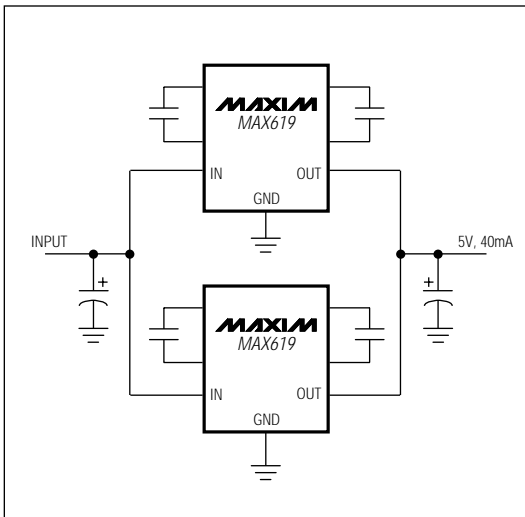 MAXIM
MAX619
IN
OUT
GND
INPUT
+
5V, 40mA
+
MAXIM
MAX619
IN
OUT
GND